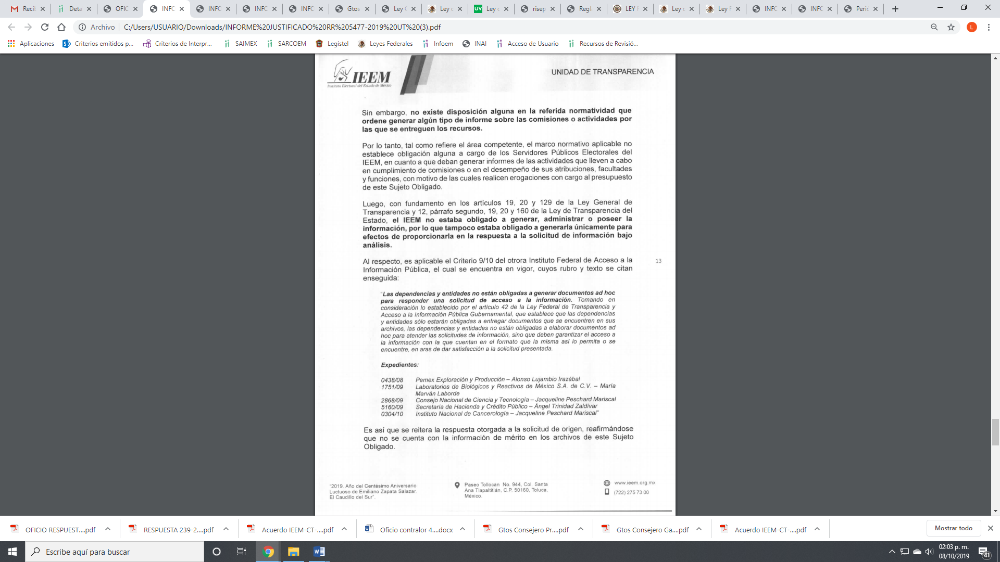 Recil
Deta
OFIC
INFC
INFC
INFC
INFC
Gtos
Ley (
Ley c
Ley c
risep
Regl
LEY F
Ley c
Ley F
INFC
INFC
Peric
Archivo
C:/Users/USUARIO/Downloads/INFORME%20JUSTIFICADO%20RR%205477-2019%20UT%20(3).pdf
L
Aplicaciones
Criterios emitidos p...
Criterios de Interpr...
SAIMEX
SARCOEM
Legistel
Leyes Federales
Infoem
INAI
Acceso de Usuario
Recursos de Revisió...
IEEM
Instituto Electoral del Estado de México
UNIDAD DE TRANSPARENCIA
Sin embargo, no existe disposición alguna en la referida normatividad que
ordene generar algún tipo de informe sobre las comisiones o actividades por
las que se entreguen los recursos.
Por lo tanto, tal como refiere el área competente, el marco normativo aplicable no
establece obligación alguna a cargo de los Servidores Públicos Electorales del
IEEM, en cuanto a que deban generar informes de las actividades que lleven a cabo
en cumplimiento de comisiones o en el desempeño de sus atribuciones, facultades
y funciones, con motivo de las cuales realicen erogaciones con cargo al presupuesto
de este Sujeto Obligado.
Luego, con fundamento en los artículos 19, 20 y 129 de la Ley General de
Transparencia y 12, párrafo segundo, 19, 20 y 160 de la Ley de Transparencia del
Estado, el IEEM no estaba obligado a generar, administrar o poseer la
información, por lo que tampoco estaba obligado a generarla únicamente para
efectos de proporcionarla en la respuesta a la solicitud de información bajo
análisis.
Al respecto, es aplicable el Criterio 9/10 del otrora Instituto Federal de Acceso a la
Información Pública, el cual se encuentra en vigor, cuyos rubro y texto se citan
enseguida:
13
"Las dependencias y entidades no están obligadas a generar documentos ad hoc
para responder una solicitud de acceso a la información. Tomando en
consideración lo establecido por el artículo 42 de la Ley Federal de Transparencia y
Acceso a la Información Pública Gubernamental, que establece que las dependencias
y entidades sólo estarán obligadas a entregar documentos que se encuentren en sus
archivos, las dependencias y entidades no están obligadas a elaborar documentos ad
hoc para atender las solicitudes de información, sino que deben garantizar el acceso a
la información con la que cuentan en el formato que la misma así lo permita o se
encuentre, en aras de dar satisfacción a la solicitud presentada.
Expedientes:
0438/08 Pemex Exploración y Producción – Alonso Lujambio Irazábal
1751/09 Laboratorios de Biológicos y Reactivos de México S.A. de C.V. – María
Marván Laborde
2868/09 Consejo Nacional de Ciencia y Tecnología – Jacqueline Peschard Mariscal
5160/09 Secretaría de Hacienda y Crédito Público – Ángel Trinidad Zaldívar
0304/10 Instituto Nacional de Cancerología – Jacqueline Peschard Mariscal"
Es así que se reitera la respuesta otorgada a la solicitud de origen, reafirmándose
que no se cuenta con la información de mérito en los archivos de este Sujeto
Obligado.
"2019. Año del Centésimo Aniversario
Luctuoso de Emiliano Zapata Salazar.
El Caudillo del Sur".
Paseo Tollocan No. 944, Col. Santa
Ana Tlapaltitlán, C.P. 50160, Toluca,
México.
www.ieem.org.mx
(722) 275 73 00
OFICIO RESPUEST....pdf
RESPUESTA 239-2....pdf
Acuerdo IEEM-CT-....pdf
Oficio contralor 4....docx
Gtos Consejero Pr....pdf
Gtos Consejero Ga....pdf
Acuerdo IEEM-CT-....pdf
Mostrar todo
Escribe aquí para buscar
02:03 p. m.
08/10/2019
41